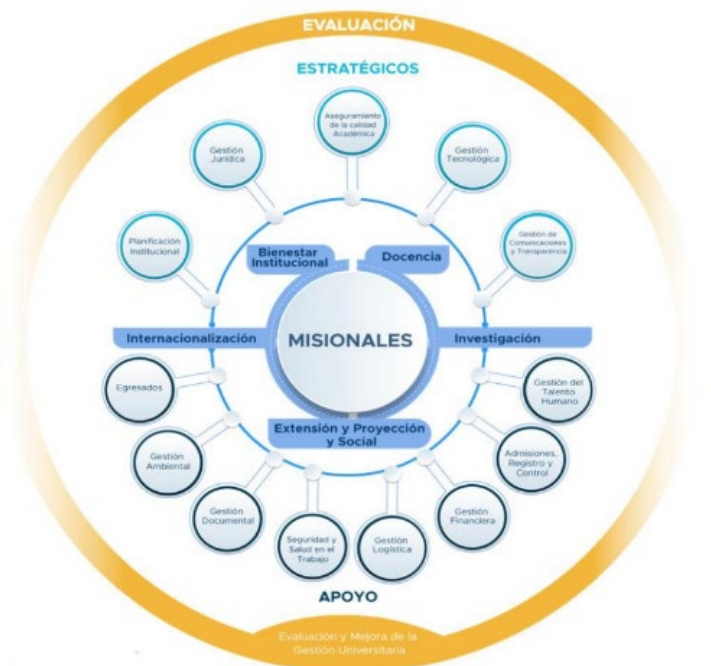 EVALUACIÓN
ESTRATÉGICOS
Aseguramiento
de la calidad
Académica
Gestión
Jurídica
Gestión
Tecnológica
Planificación
Institucional
Gestión de
Comunicaciones
y Transparencia
Bienestar
Institucional
Docencia
Internacionalización
MISIONALES
Investigación
Egresados
Gestión del
Talento
Humano
Extensión y Proyección
y Social
Gestión
Ambiental
Admisiones,
Registro y
Control
Gestión
Documental
Gestión
Financiera
Seguridad y
Salud en el
Trabajo
Gestión
Logística
APOYO
Evaluación y Mejora de la
Gestión Universitaria